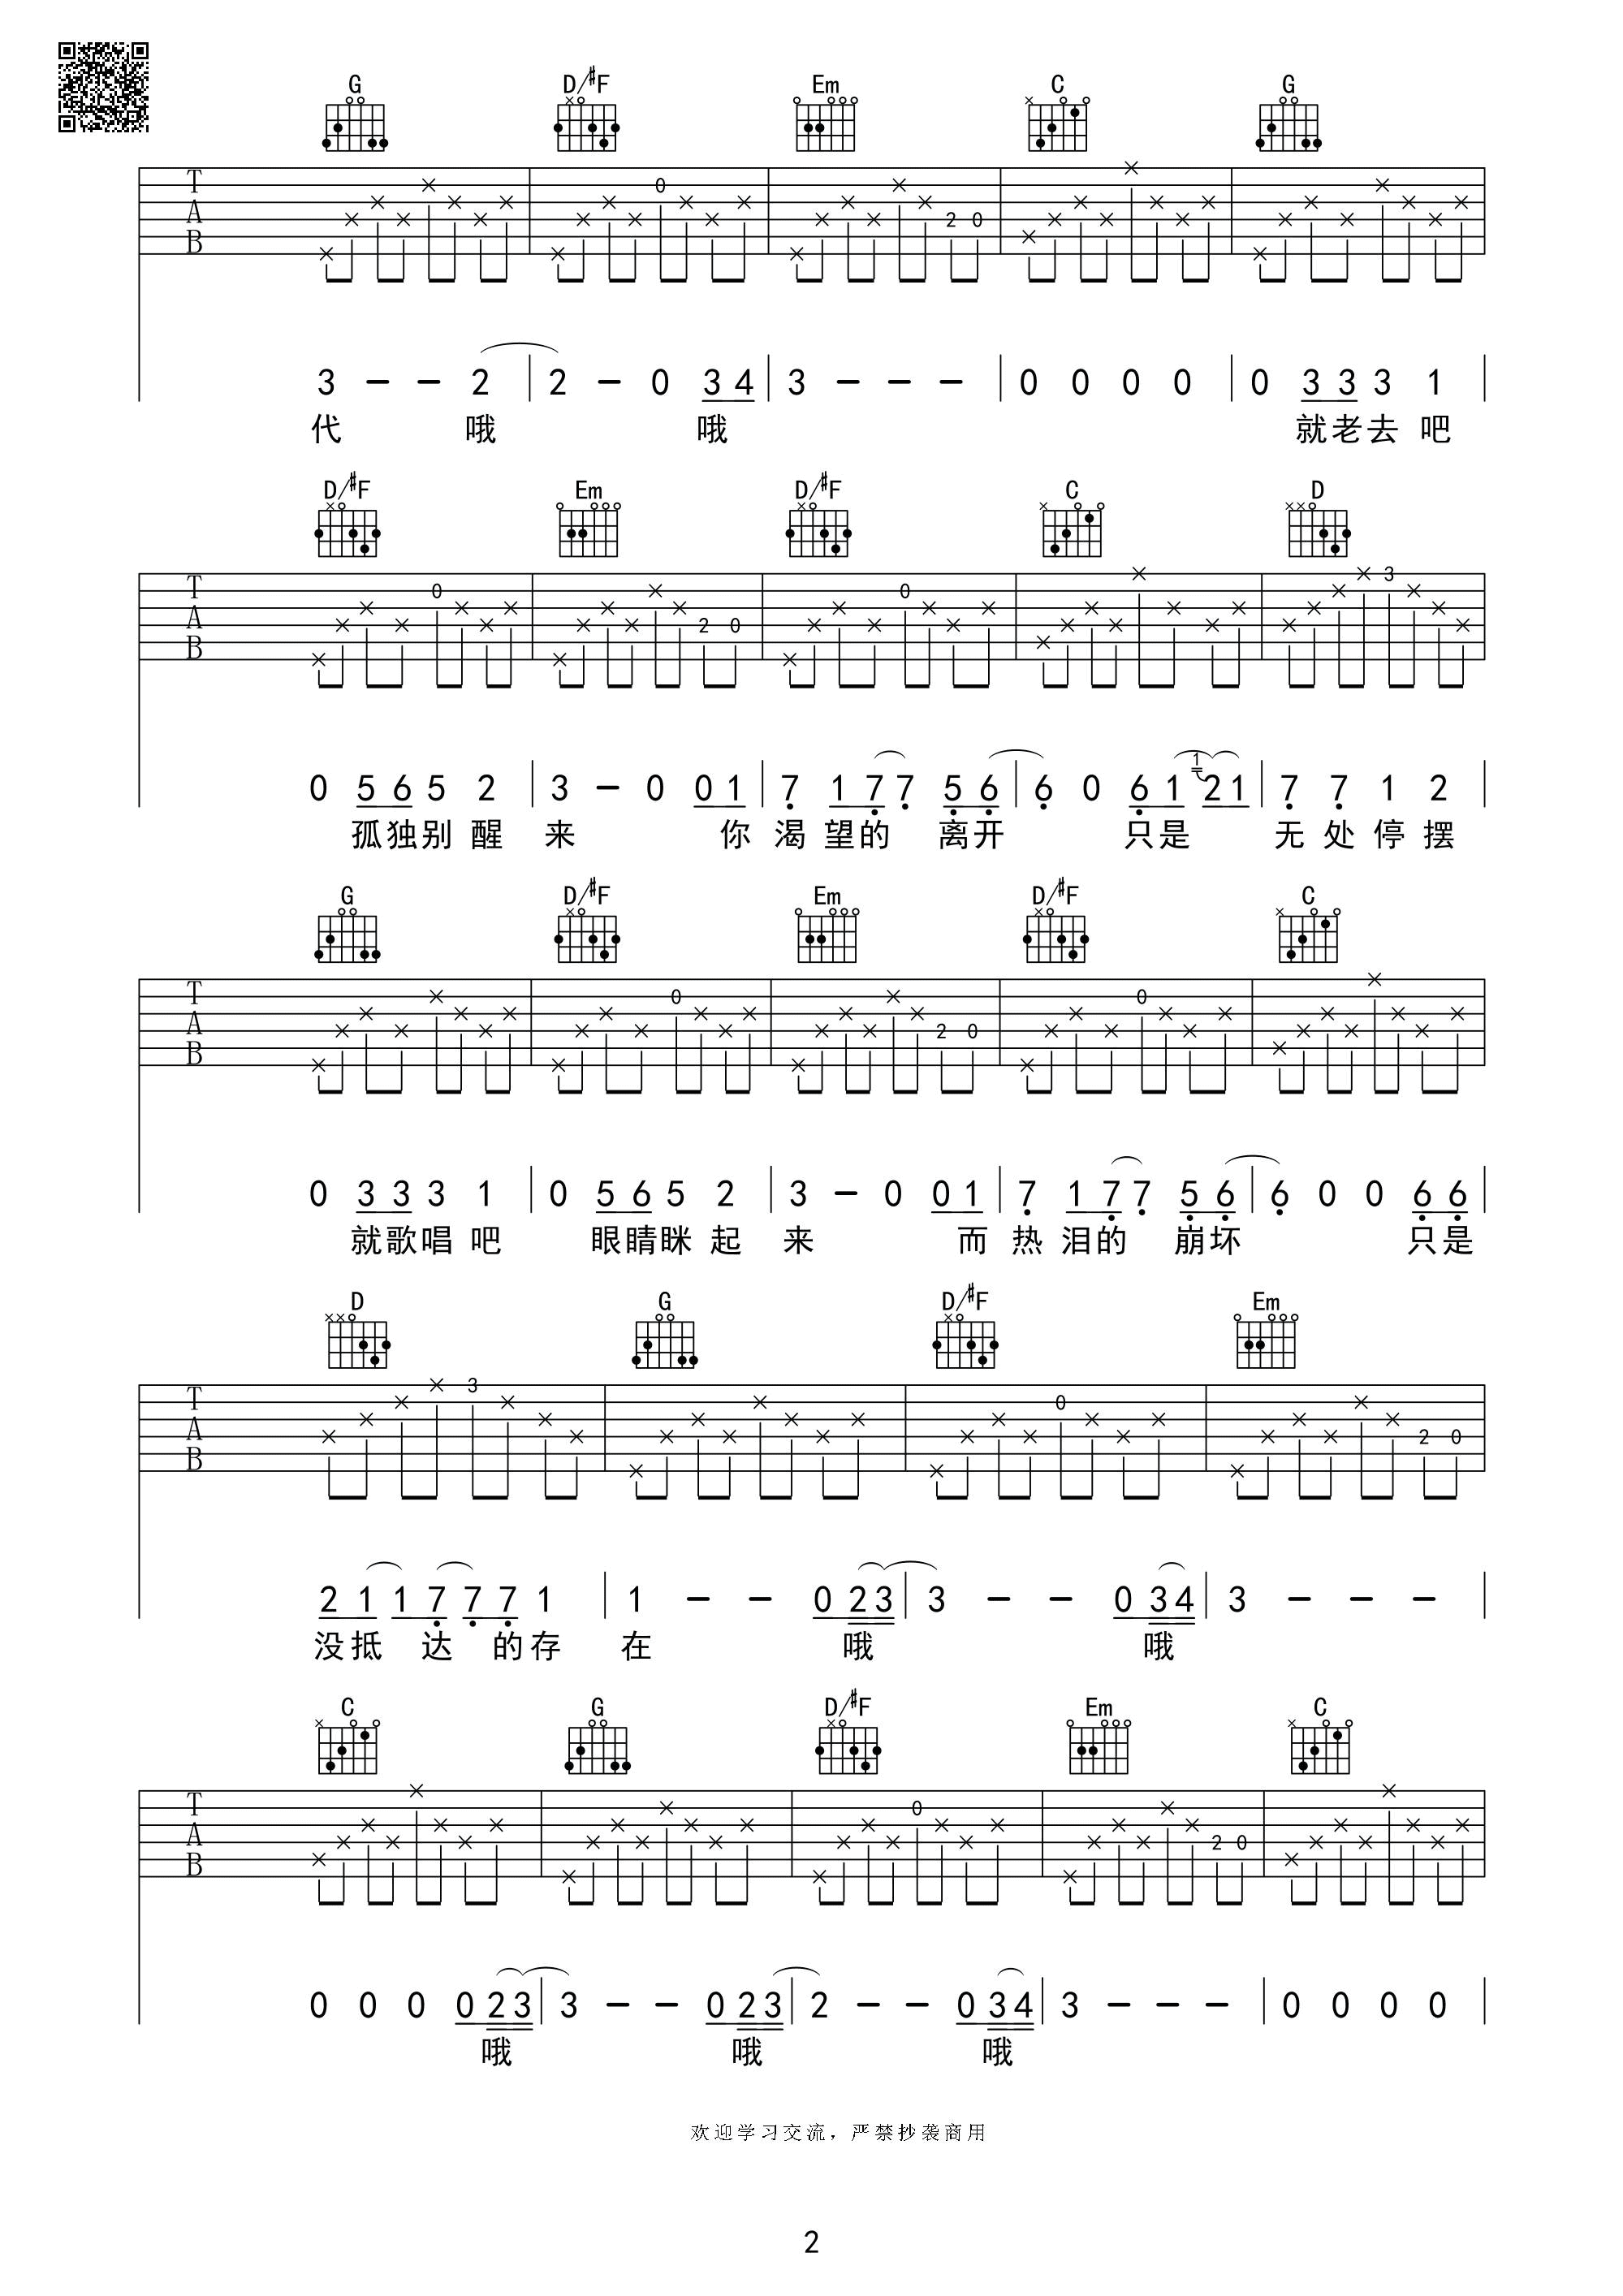 G D/#F Em C G
T A B 0 2 0
3 - - 2 2 - 0 3 4 3 - - - 0 0 0 0 0 3 3 3 1
代 哦 哦 就老去 吧
D/#F Em D/#F C D
T A B 0 2 0 0 3
0 5 6 5 2 3 - 0 0 1 7 1 7 7 5 6 6 0 6 1 1 2 1 7 7 1 2
孤独别 醒 来 你 渴 望的 离开 只是 无 处 停 摆
G D/#F Em D/#F C
T A B 0 2 0 0
0 3 3 3 1 0 5 6 5 2 3 - 0 0 1 7 1 7 7 5 6 6 0 0 6 6
就歌唱 吧 眼睛眯 起 来 而 热 泪的 崩坏 只是
D G D/#F Em
T A B 3 0 2 0
2 1 1 7 7 7 1 1 - - 0 2 3 3 - - 0 3 4 3 - - -
没抵 达 的存 在 哦 哦
C G D/#F Em C
T A B 0 2 0
0 0 0 0 2 3 3 - - 0 2 3 2 - - 0 3 4 3 - - - 0 0 0 0
哦 哦 哦
欢迎学习交流，严禁抄袭商用
2